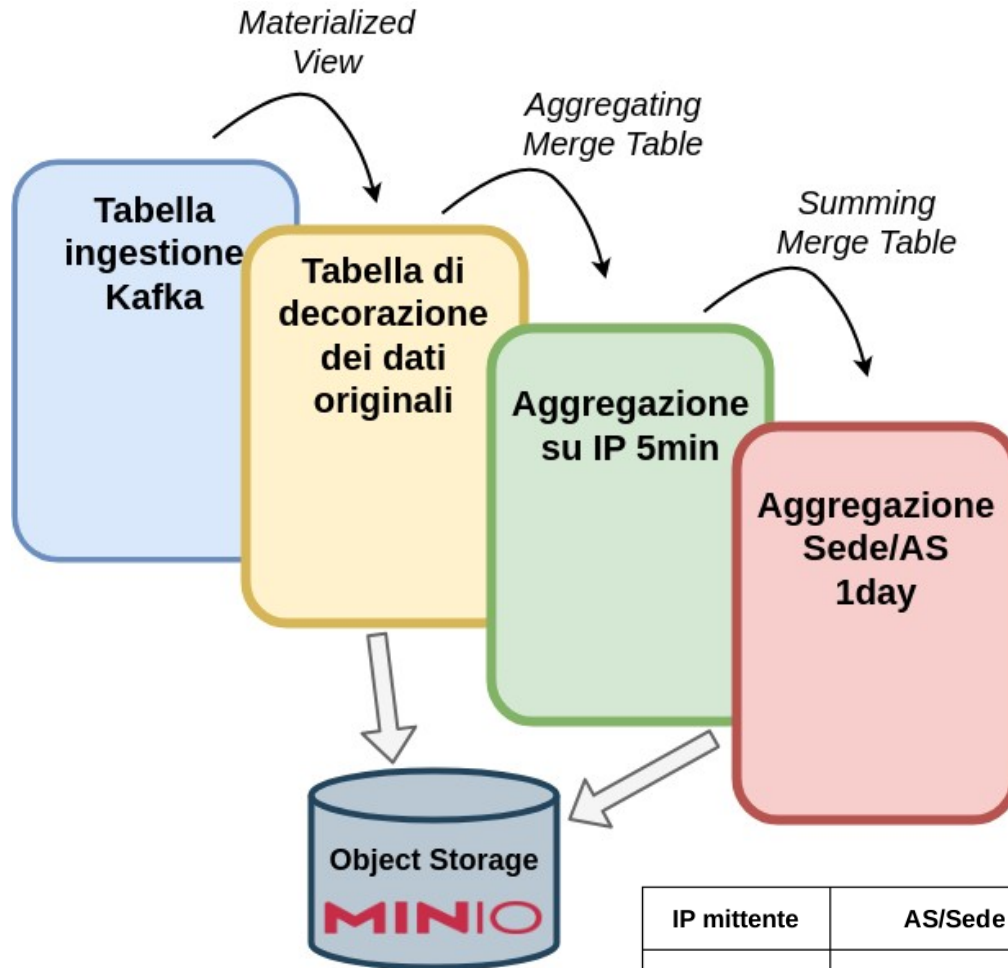 Materialized
View
Aggregating
Merge Table
Summing
Merge Table
Tabella
ingestione
Kafka
Tabella di
decorazione
dei dati
originali
Aggregazione
su IP 5min
Aggregazione
Sede/AS
1day
Object Storage
MINIO
IP mittente
AS/Sede